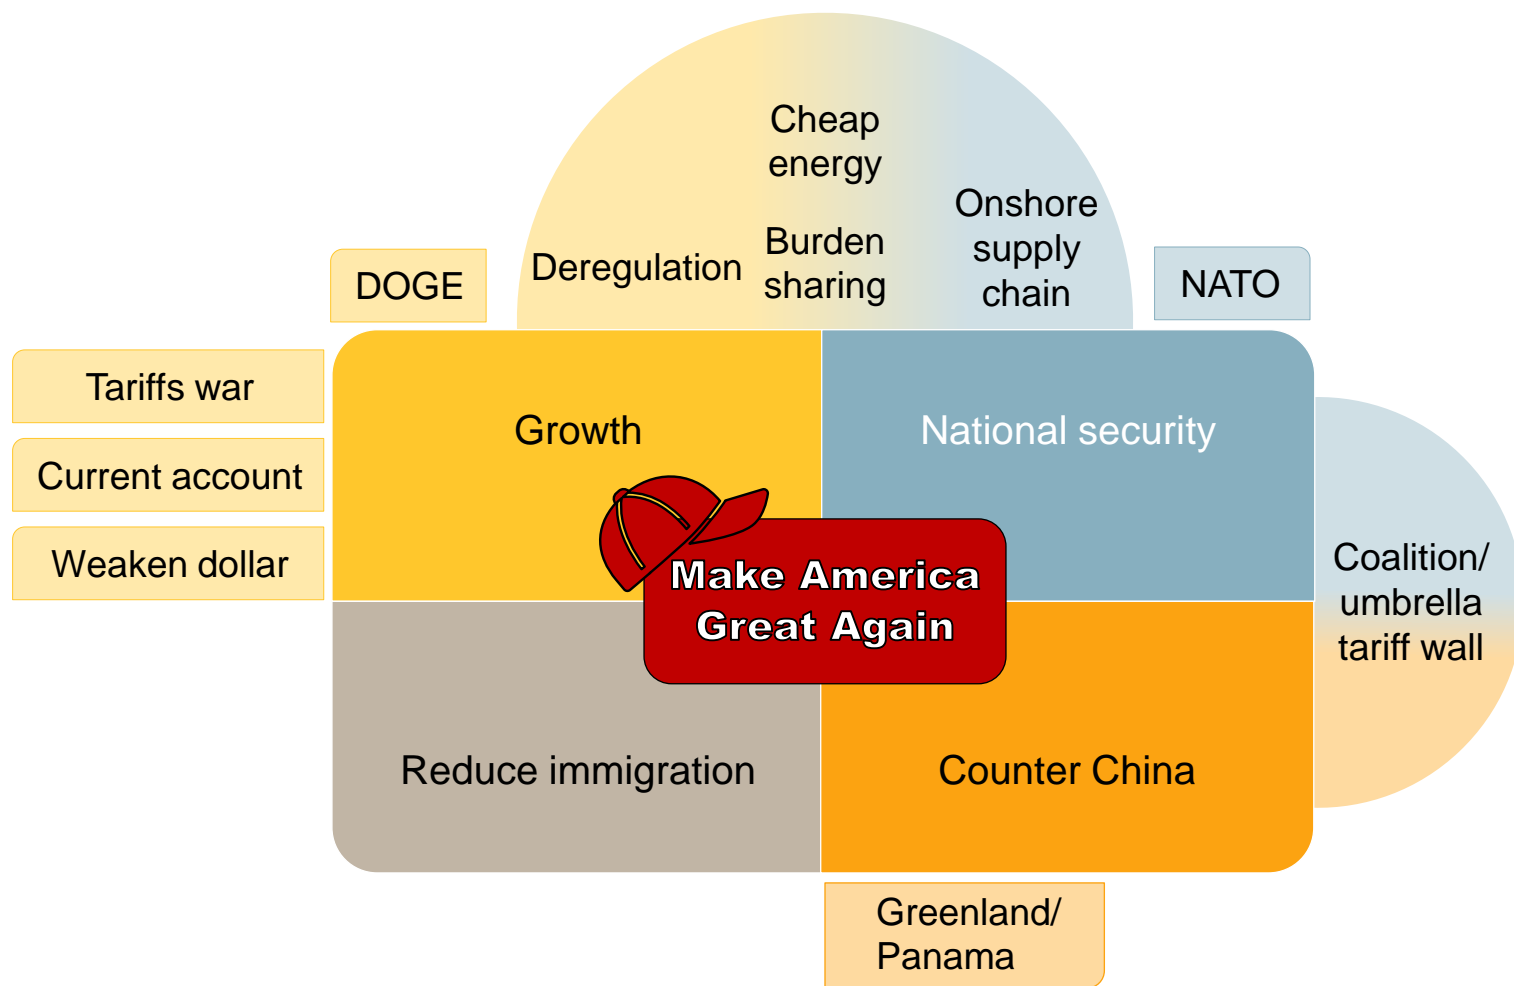 Cheap
energy
Onshore
supply
chain
Burden
sharing
Deregulation
DOGE
NATO
Tariffs war
Growth
National security
Current account
Weaken dollar
Make America
Great Again
Coalition/
umbrella
tariff wall
Reduce immigration
Counter China
Greenland/
Panama